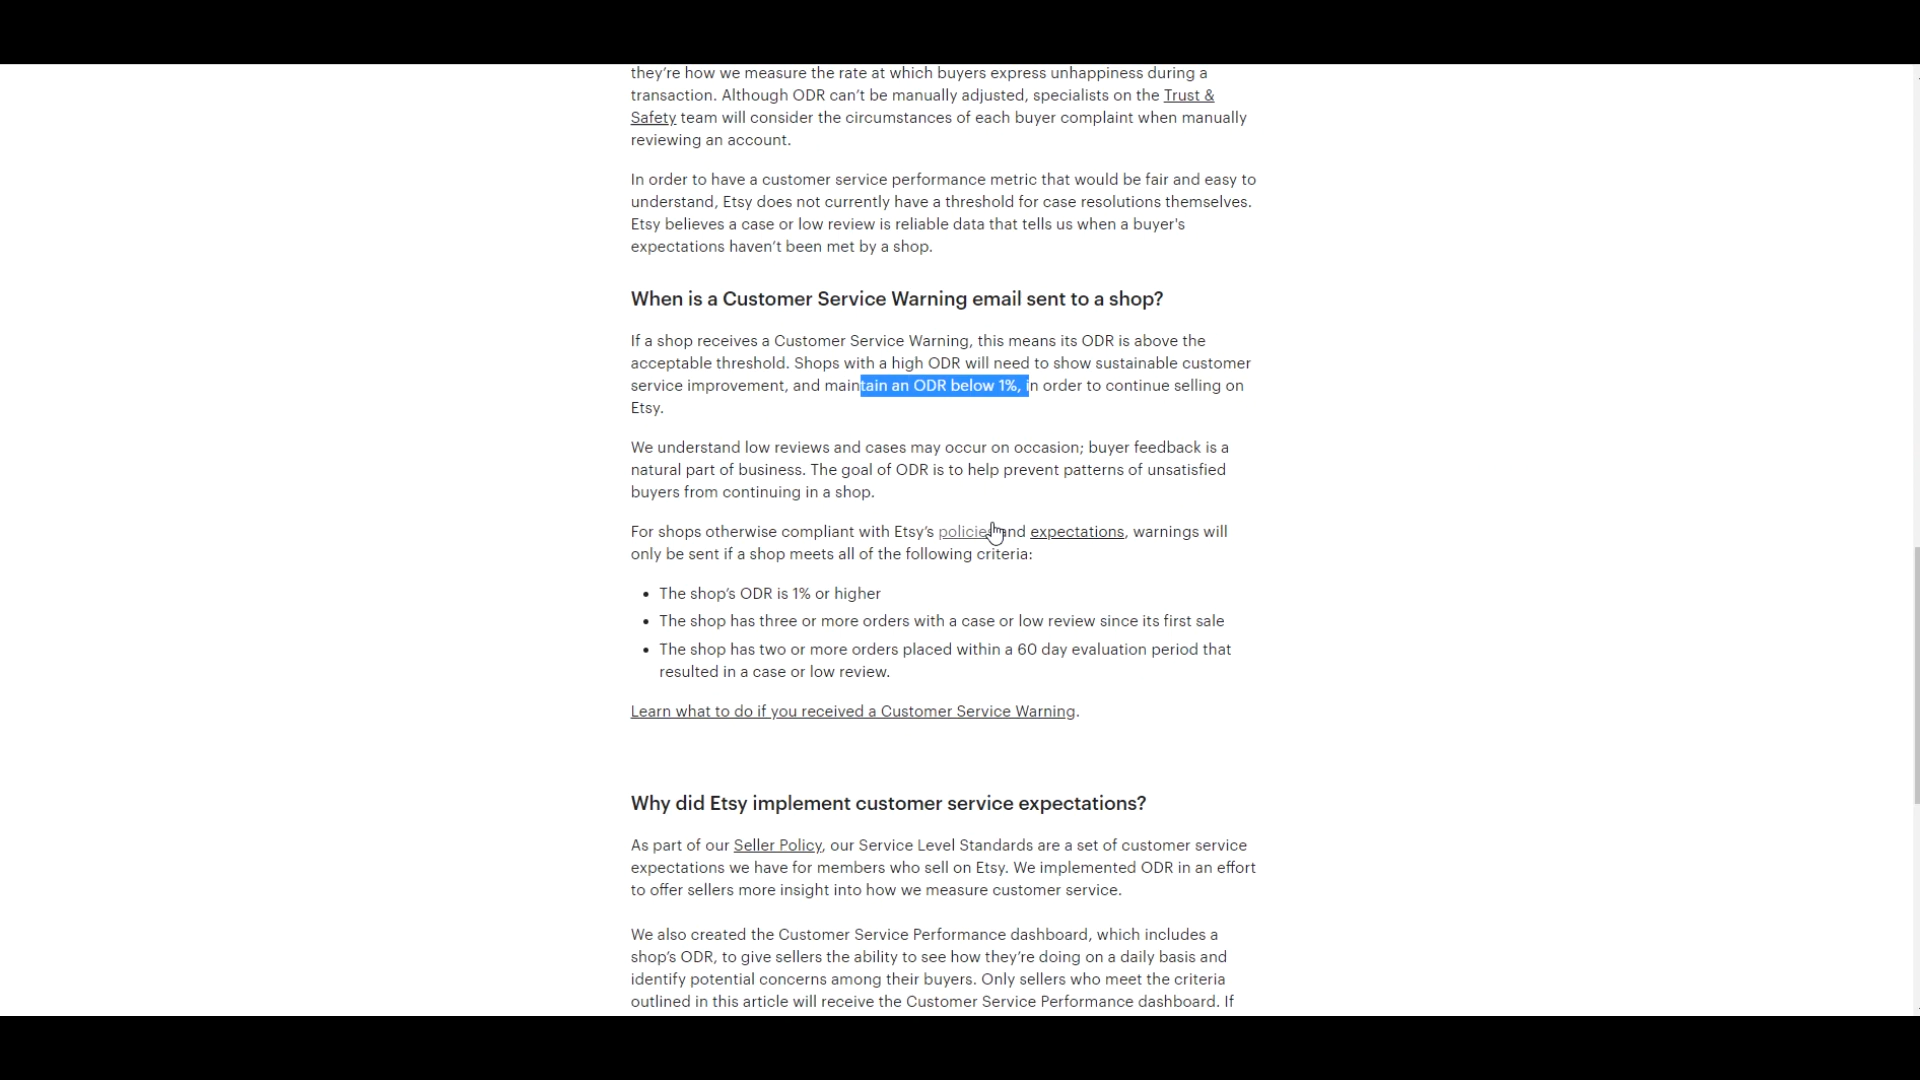 they’re how we measure the rate at which buyers express unhappiness during a
transaction. Although ODR can’t be manually adjusted, specialists on the Trust &
Safety team will consider the circumstances of each buyer complaint when manually
reviewing an account.
In order to have a customer service performance metric that would be fair and easy to
understand, Etsy does not currently have a threshold for case resolutions themselves.
Etsy believes a case or low review is reliable data that tells us when a buyer's
expectations haven’t been met by a shop.
When is a Customer Service Warning email sent to a shop?
If a shop receives a Customer Service Warning, this means its ODR is above the
acceptable threshold. Shops with a high ODR will need to show sustainable customer
service improvement, and maintain an ODR below 1%, in order to continue selling on
Etsy.
We understand low reviews and cases may occur on occasion; buyer feedback is a
natural part of business. The goal of ODR is to help prevent patterns of unsatisfied
buyers from continuing in a shop.
For shops otherwise compliant with Etsy’s policies and expectations, warnings will
only be sent if a shop meets all of the following criteria:
• The shop’s ODR is 1% or higher
• The shop has three or more orders with a case or low review since its first sale
• The shop has two or more orders placed within a 60 day evaluation period that
resulted in a case or low review.
Learn what to do if you received a Customer Service Warning.
Why did Etsy implement customer service expectations?
As part of our Seller Policy, our Service Level Standards are a set of customer service
expectations we have for members who sell on Etsy. We implemented ODR in an effort
to offer sellers more insight into how we measure customer service.
We also created the Customer Service Performance dashboard, which includes a
shop’s ODR, to give sellers the ability to see how they’re doing on a daily basis and
identify potential concerns among their buyers. Only sellers who meet the criteria
outlined in this article will receive the Customer Service Performance dashboard. If